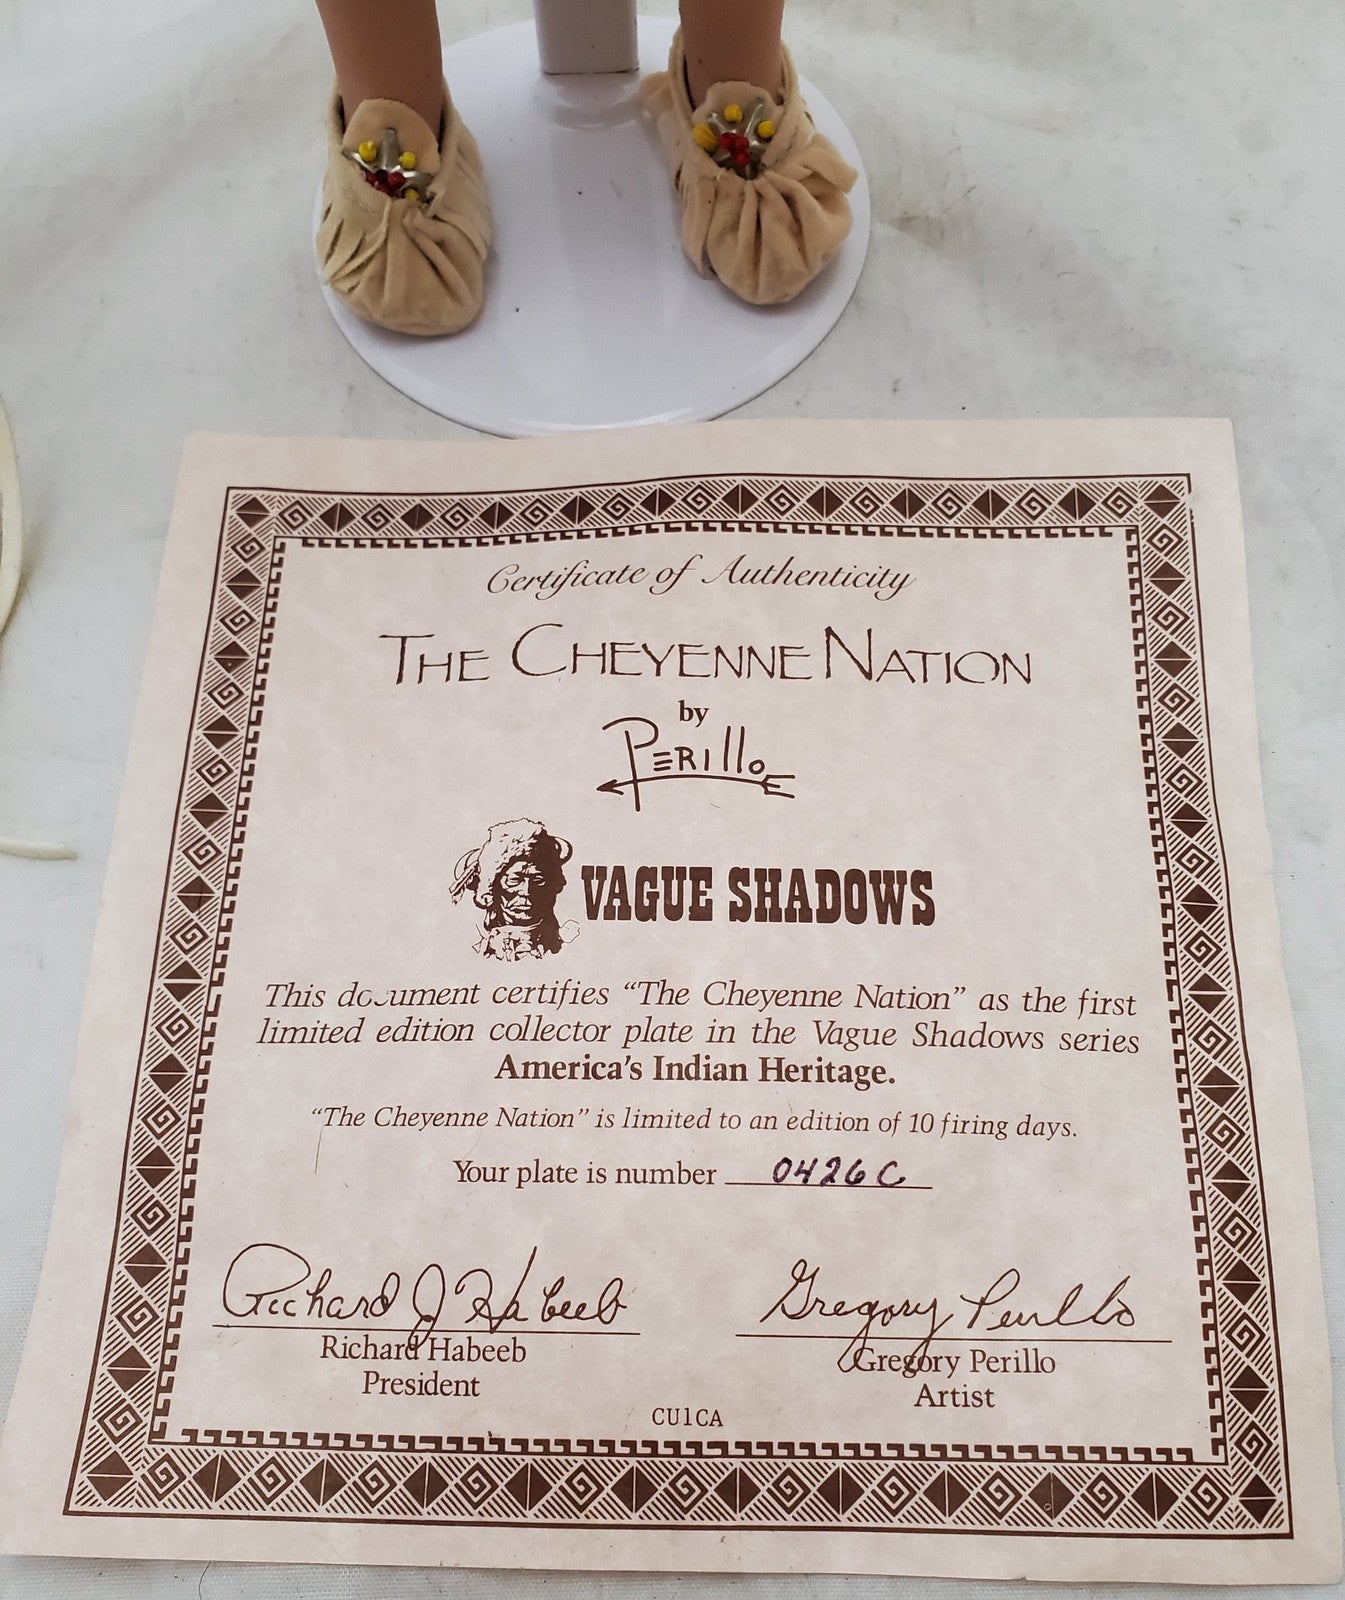 Certificate of Authenticity
THE CHEYENNE NATION
by
PERILLO
VAGUE SHADOWS
This document certifies “The Cheyenne Nation” as the first
limited edition collector plate in the Vague Shadows series
America's Indian Heritage.
“The Cheyenne Nation” is limited to an edition of 10 firing days.
Your plate is number 0426C
Richard J Habeeb
Gregory Perillo
Richard Habeeb
Gregory Perillo
President
Artist
CU1CA